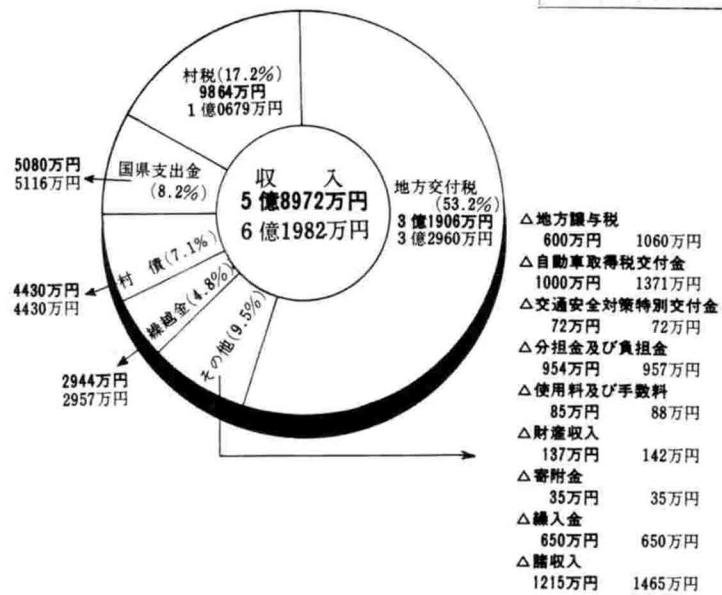 村税(17.2%)
9864万円
1億0679万円
国県支出金
(8.2%)
5080万円
5116万円
収 入
5億8972万円
6億1982万円
地方交付税
(53.2%)
3億1906万円
3億2960万円
村 債(7.1%)
4430万円
4430万円
繰越金(4.8%)
2944万円
2957万円
その他(9.5%)
△地方譲与税
600万円 1060万円
△自動車取得税交付金
1000万円 1371万円
△交通安全対策特別交付金
72万円 72万円
△分担金及び負担金
954万円 957万円
△使用料及び手数料
85万円 88万円
△財産収入
137万円 142万円
△寄附金
35万円 35万円
△繰入金
650万円 650万円
△諸収入
1215万円 1465万円